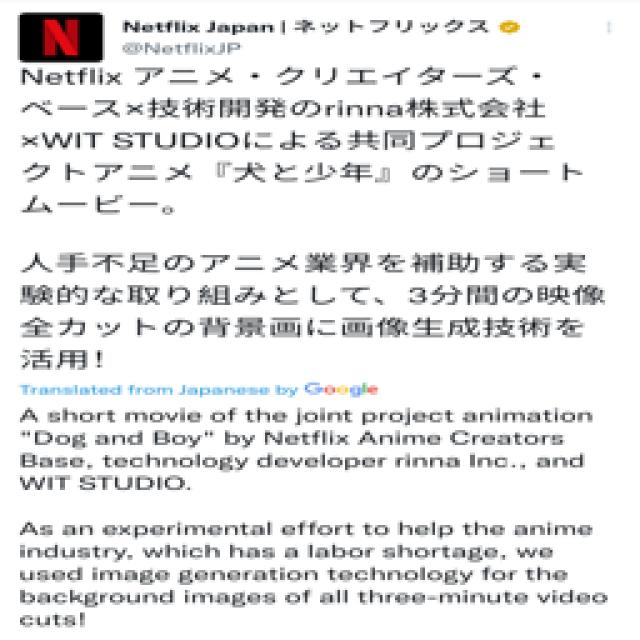 N
Netflix Japan | ネットフリックス
@NetflixJP
Netflix アニメ・クリエイターズ・
ベース×技術開発のrinna株式会社
×WIT STUDIOによる共同プロジェ
クトアニメ『犬と少年』のショート
ムービー。
人手不足のアニメ業界を補助する実
験的な取り組みとして、3分間の映像
全カットの背景画に画像生成技術を
活用!
Translated from Japanese by Google
A short movie of the joint project animation
"Dog and Boy" by Netflix Anime Creators
Base, technology developer rinna Inc., and
WIT STUDIO.
As an experimental effort to help the anime
industry, which has a labor shortage, we
used image generation technology for the
background images of all three-minute video
cuts!